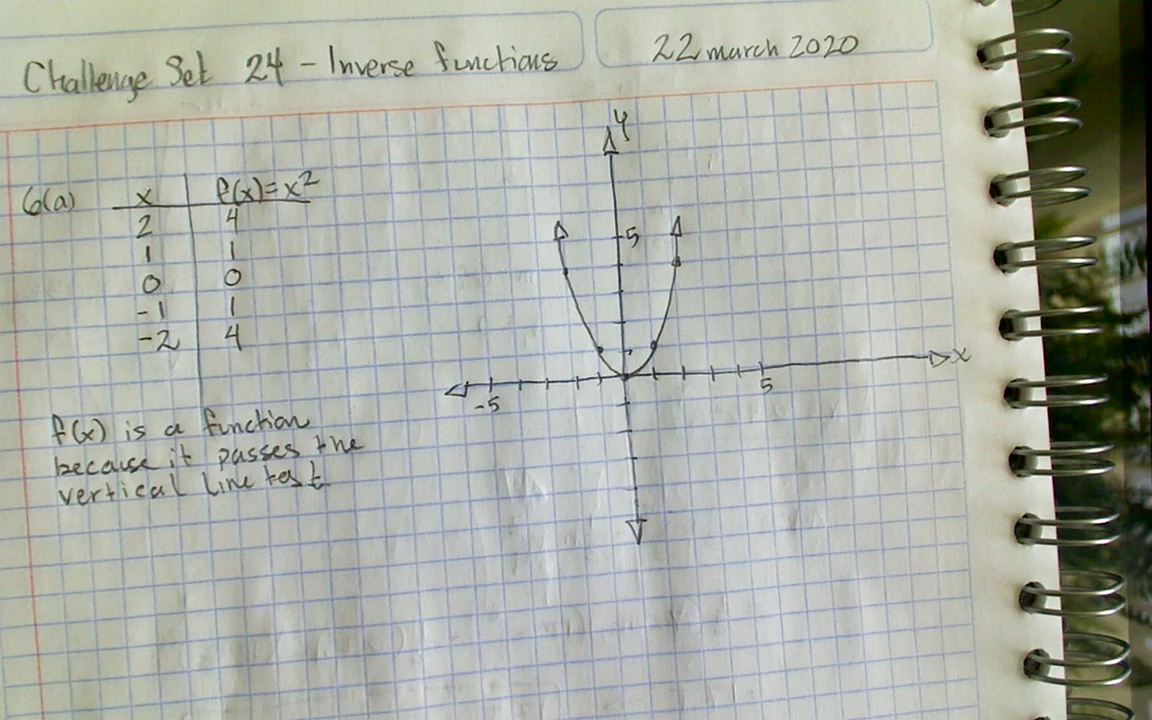 Challenge Set 24 - Inverse functions
22 march 2020
6(a)
x f(x)=x²
2 4
1 1
0 0
-1 1
-2 4
f(x) is a function
because it passes the
vertical line test
y
5
x
-5
5